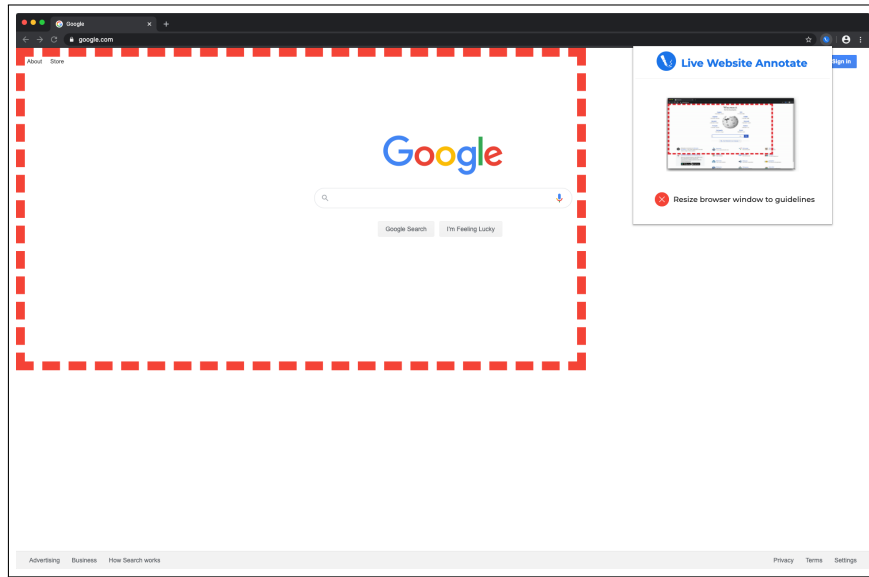 Google
google.com
About Store
Sign in
Live Website Annotate
Google
Resize browser window to guidelines
Google Search I'm Feeling Lucky
Advertising Business How Search works Privacy Terms Settings